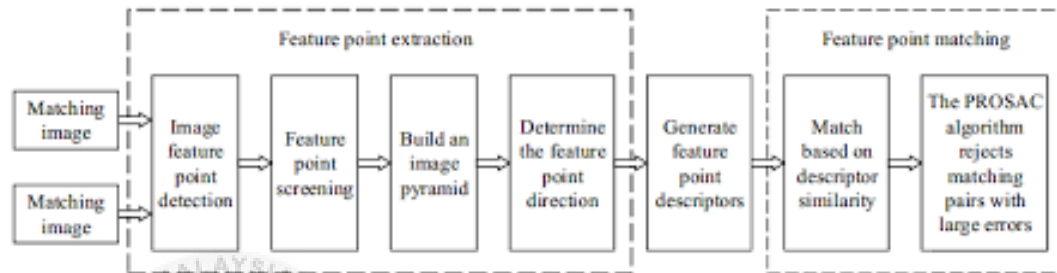 Feature point extraction
Feature point matching
Matching
image
Matching
image
Image
feature
point
detection
Feature
point
screening
Build an
image
pyramid
Determine
the feature
point
direction
Generate
feature
point
descriptors
Match
based on
descriptor
similarity
The PROSAC
algorithm
rejects
matching
pairs with
large errors